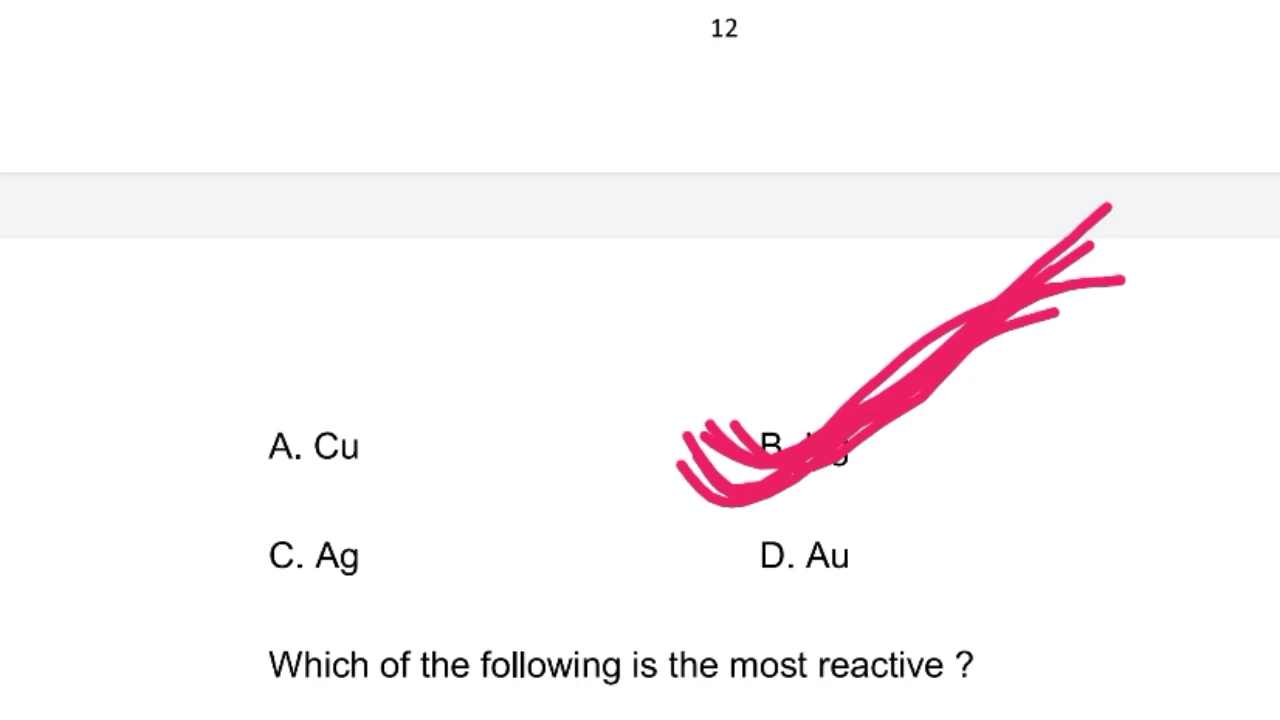 12
A. Cu
B.
C. Ag
D. Au
Which of the following is the most reactive ?